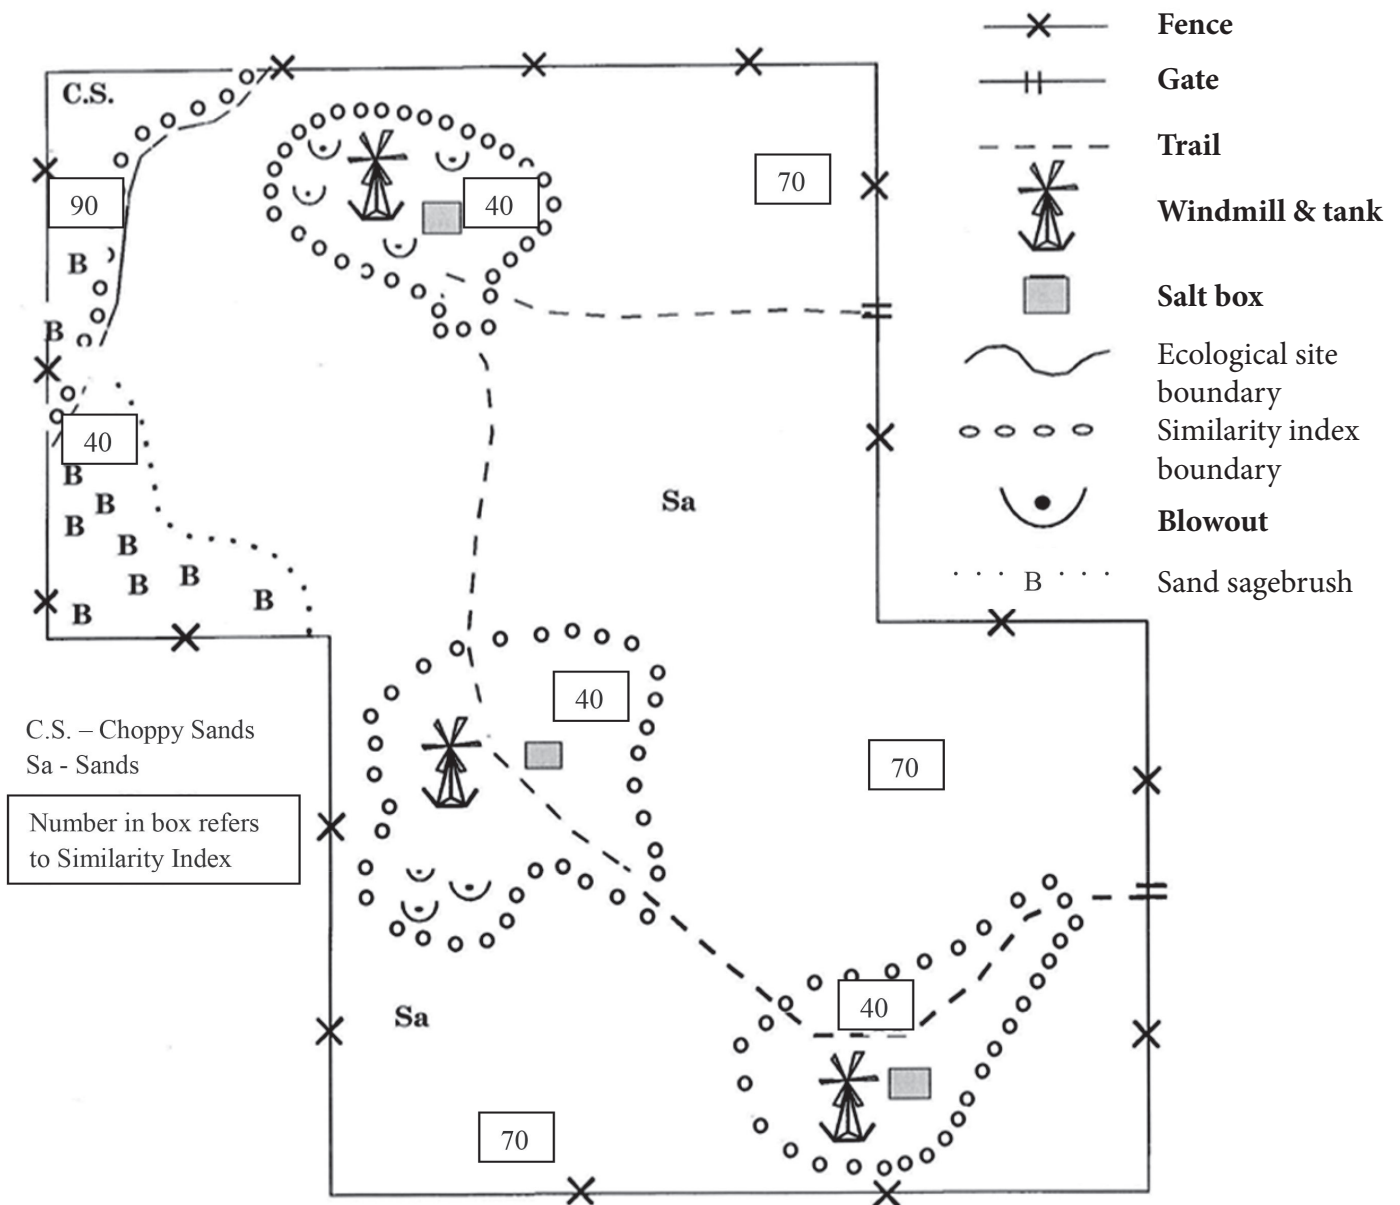 Fence
Gate
Trail
Windmill & tank
Salt box
Ecological site
boundary
Similarity index
boundary
Blowout
B
Sand sagebrush
C.S.
90
40
70
B
B
40
B
B
B
B
B
B
B
B
Sa
40
70
C.S. – Choppy Sands
Sa - Sands
Number in box refers
to Similarity Index
Sa
40
70